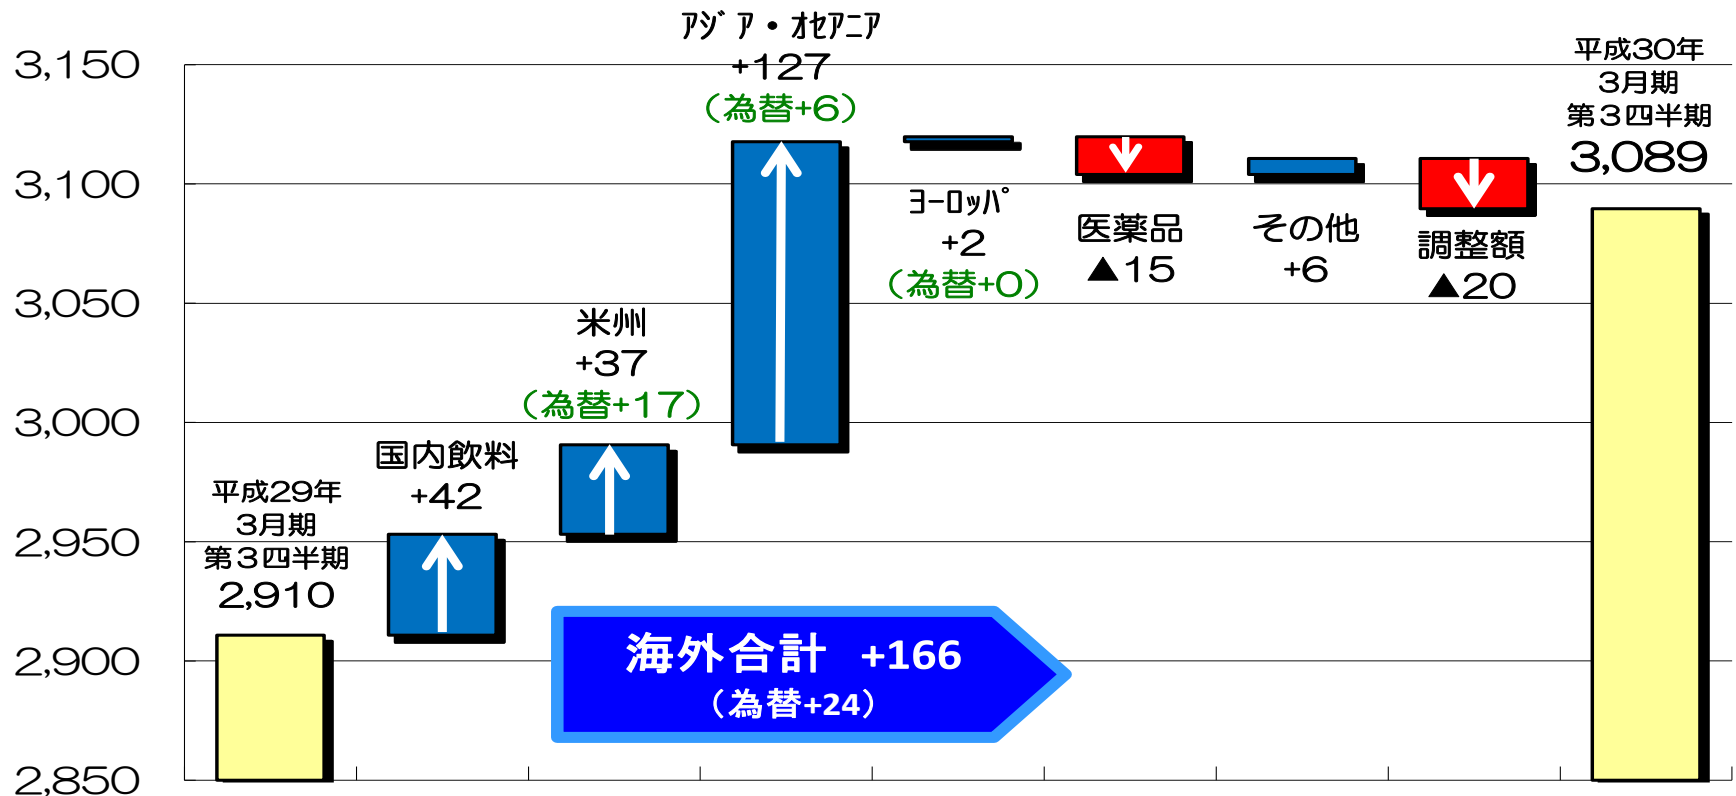 3,150
3,100
3,050
3,000
2,950
2,900
2,850
平成29年
3月期
第3四半期
2,910
国内飲料
+42
米州
+37
(為替+17)
ｱｼﾞｱ・ｵｾｱﾆｱ
+127
(為替+6)
ﾖｰﾛｯﾊﾟ
+2
(為替+0)
医薬品
▲15
その他
+6
調整額
▲20
平成30年
3月期
第3四半期
3,089
海外合計 +166
(為替+24)